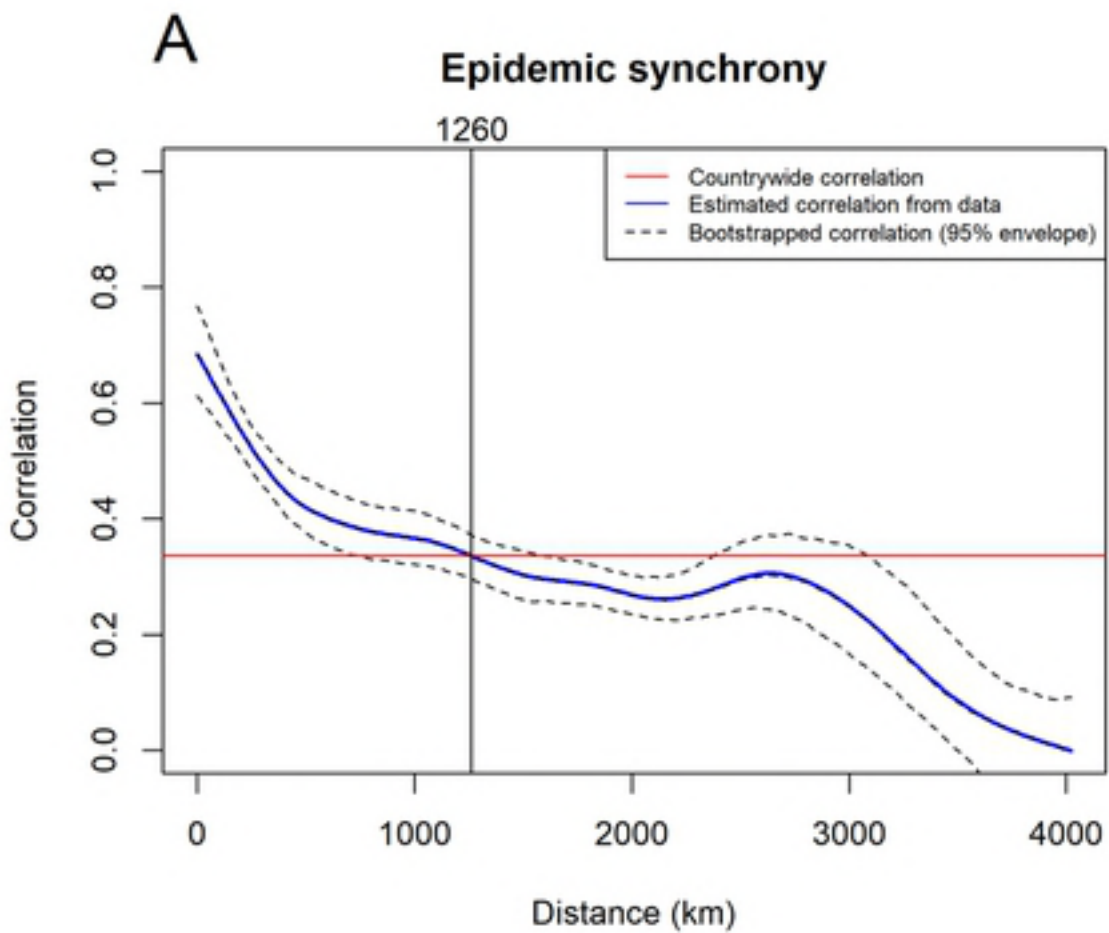 A
Epidemic synchrony
1260
Countrywide correlation
Estimated correlation from data
Bootstrapped correlation (95% envelope)
1.0
0.8
0.6
0.4
0.2
0.0
Correlation
0 1000 2000 3000 4000
Distance (km)